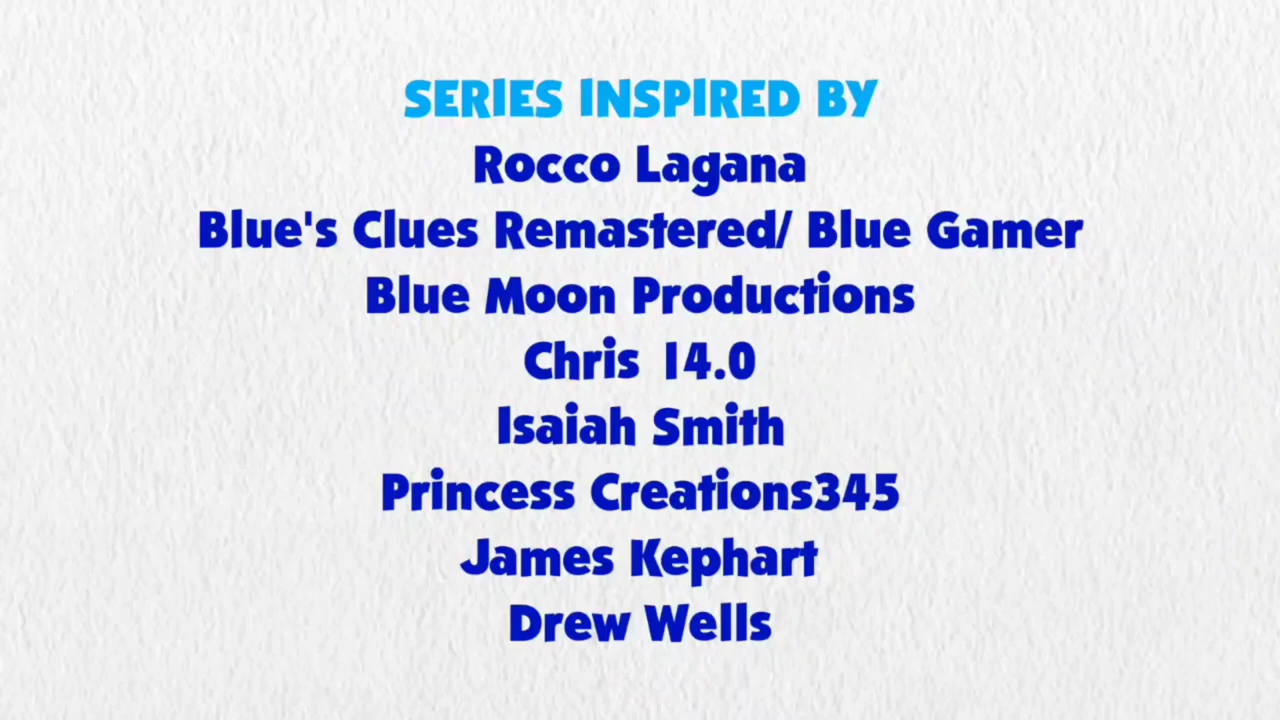 SERIES INSPIRED BY
Rocco Lagana
Blue's Clues Remastered/ Blue Gamer
Blue Moon Productions
Chris 14.0
Isaiah Smith
Princess Creations345
James Kephart
Drew Wells